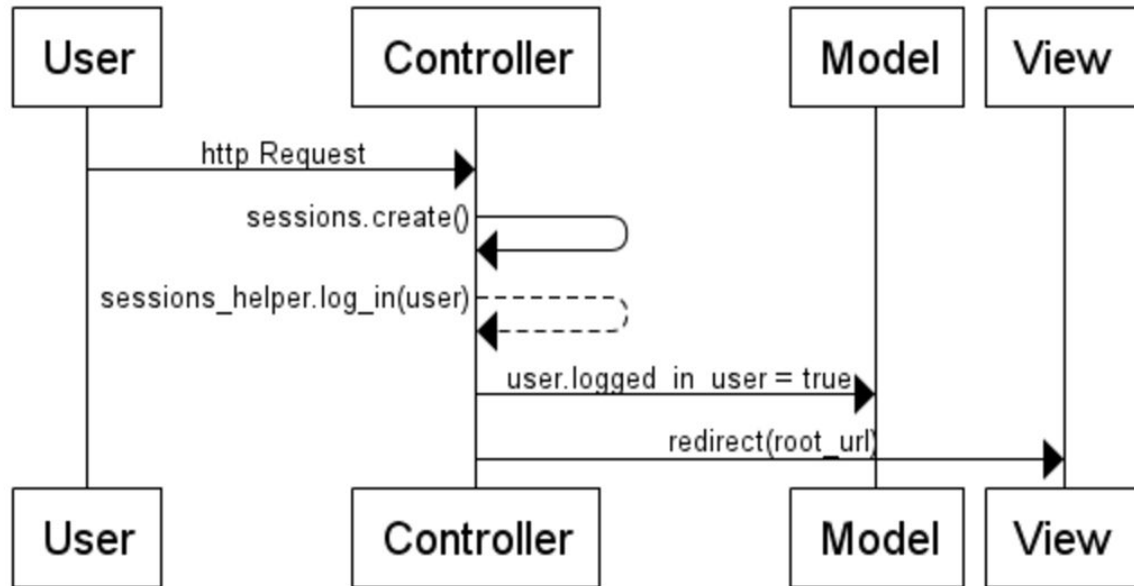 User Controller Model View
http Request
sessions.create()
sessions_helper.log_in(user)
user.logged_in_user = true
redirect(root_url)
User Controller Model View